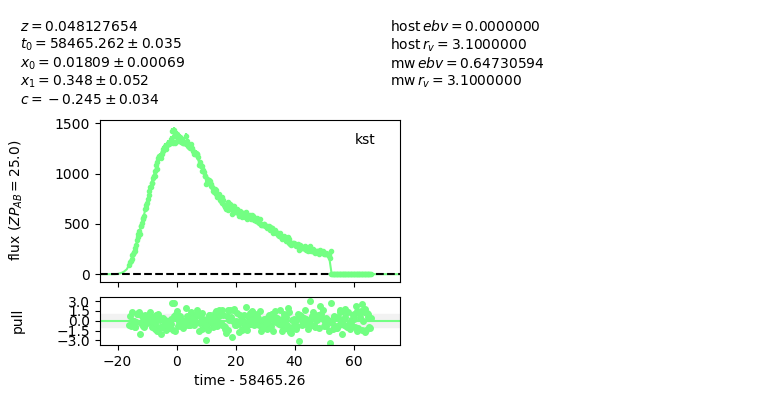 z = 0.048127654
t₀ = 58465.262 ± 0.035
x₀ = 0.01809 ± 0.00069
x₁ = 0.348 ± 0.052
c = −0.245 ± 0.034
host ebv = 0.0000000
host r_v = 3.1000000
mw ebv = 0.64730594
mw r_v = 3.1000000
1500
1000
500
0
flux (ZP_AB = 25.0)
kst
3.0
1.5
0.0
−1.5
−3.0
pull
−20 0 20 40 60
time - 58465.26